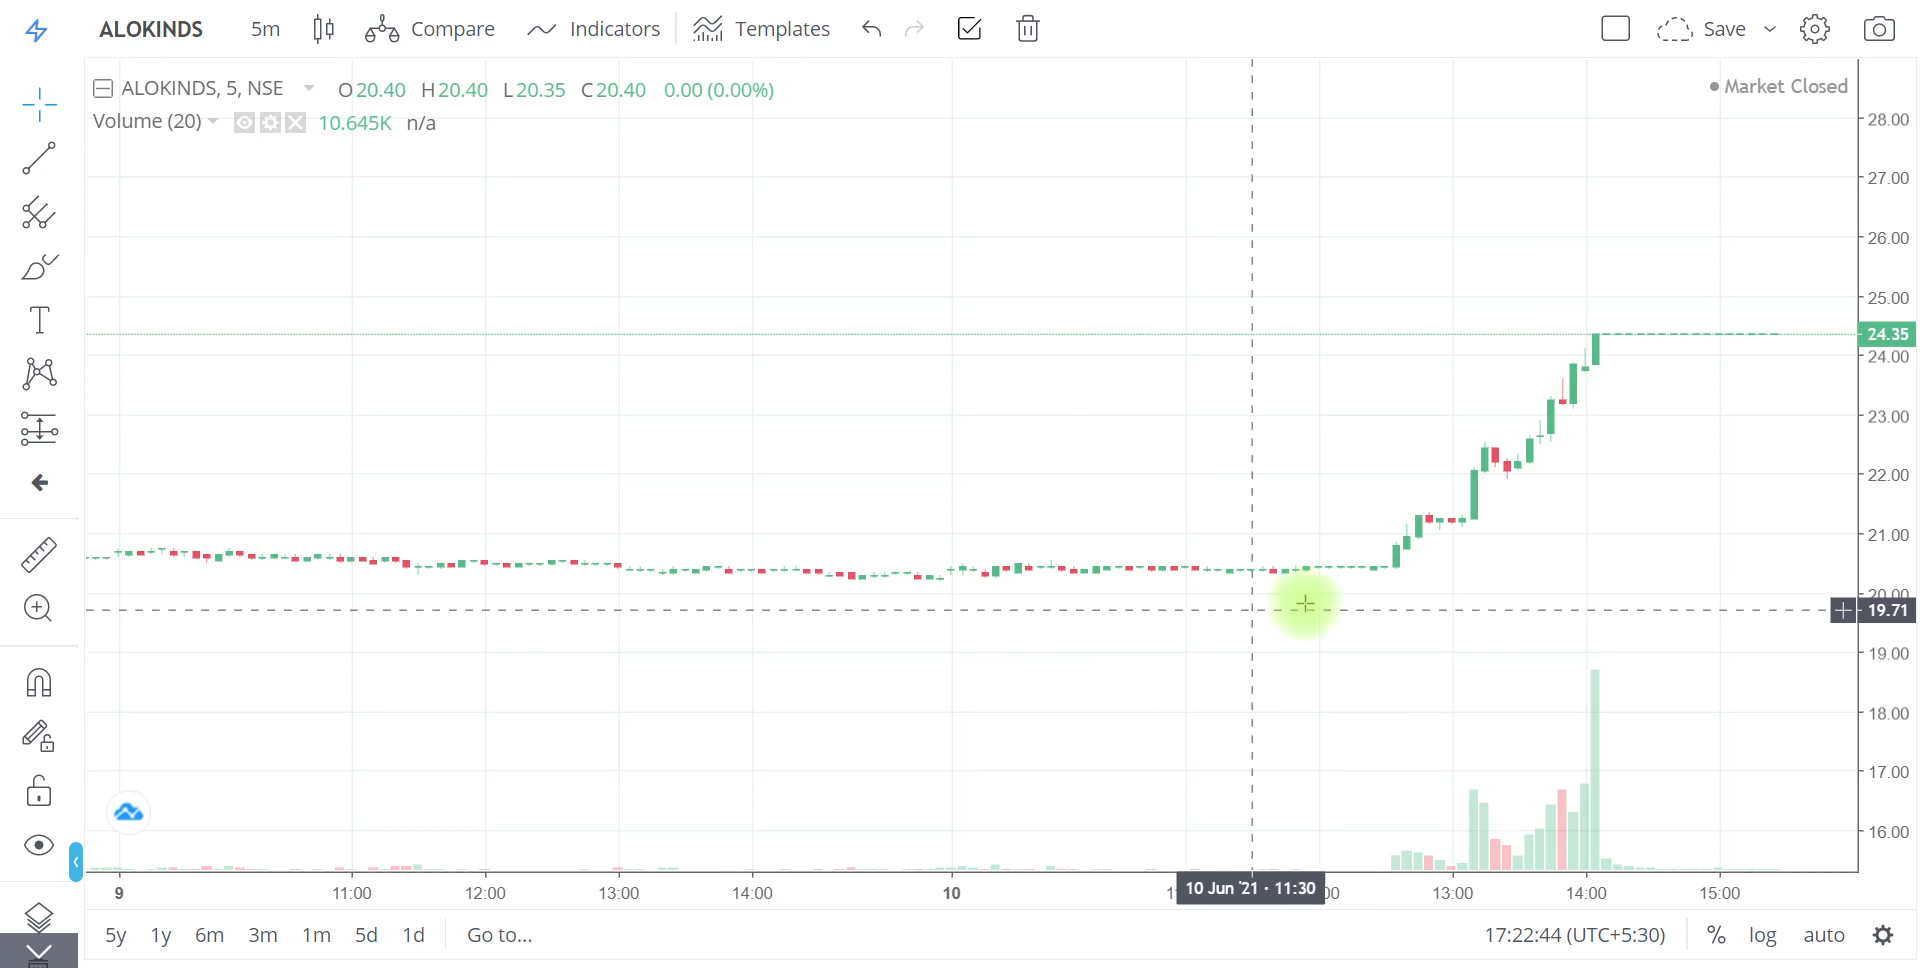 ALOKINDS 5m Compare Indicators Templates Save
ALOKINDS, 5, NSE O20.40 H20.40 L20.35 C20.40 0.00 (0.00%)
Market Closed
Volume (20) 10.645K n/a
28.00
27.00
26.00
25.00
24.35
24.00
23.00
22.00
21.00
20.00
19.71
19.00
18.00
17.00
16.00
9 11:00 12:00 13:00 14:00 10 10 Jun '21 · 11:30 13:00 14:00 15:00
5y 1y 6m 3m 1m 5d 1d Go to... 17:22:44 (UTC+5:30) % log auto